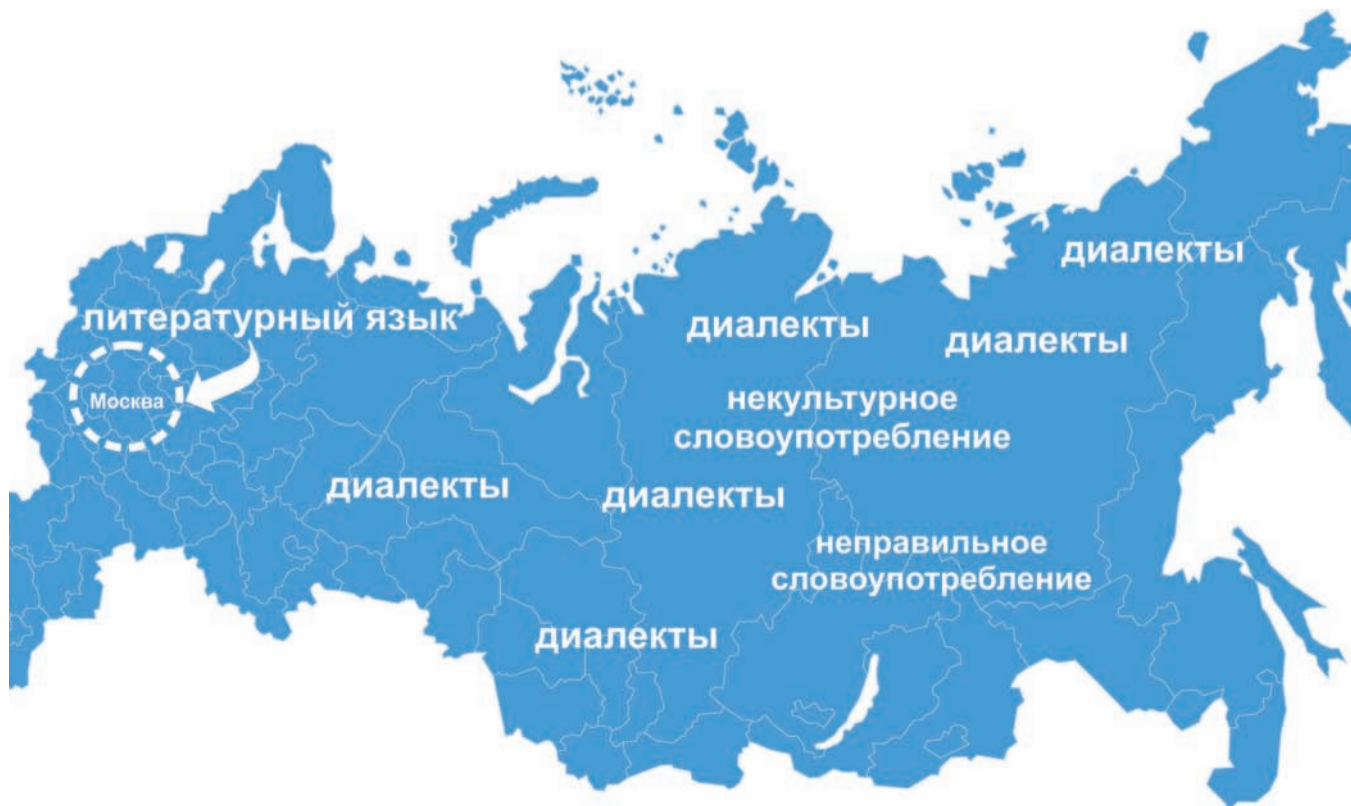 диалекты
литературный язык
диалекты
диалекты
Москва
некультурное
словоупотребление
диалекты
диалекты
неправильное
словоупотребление
диалекты